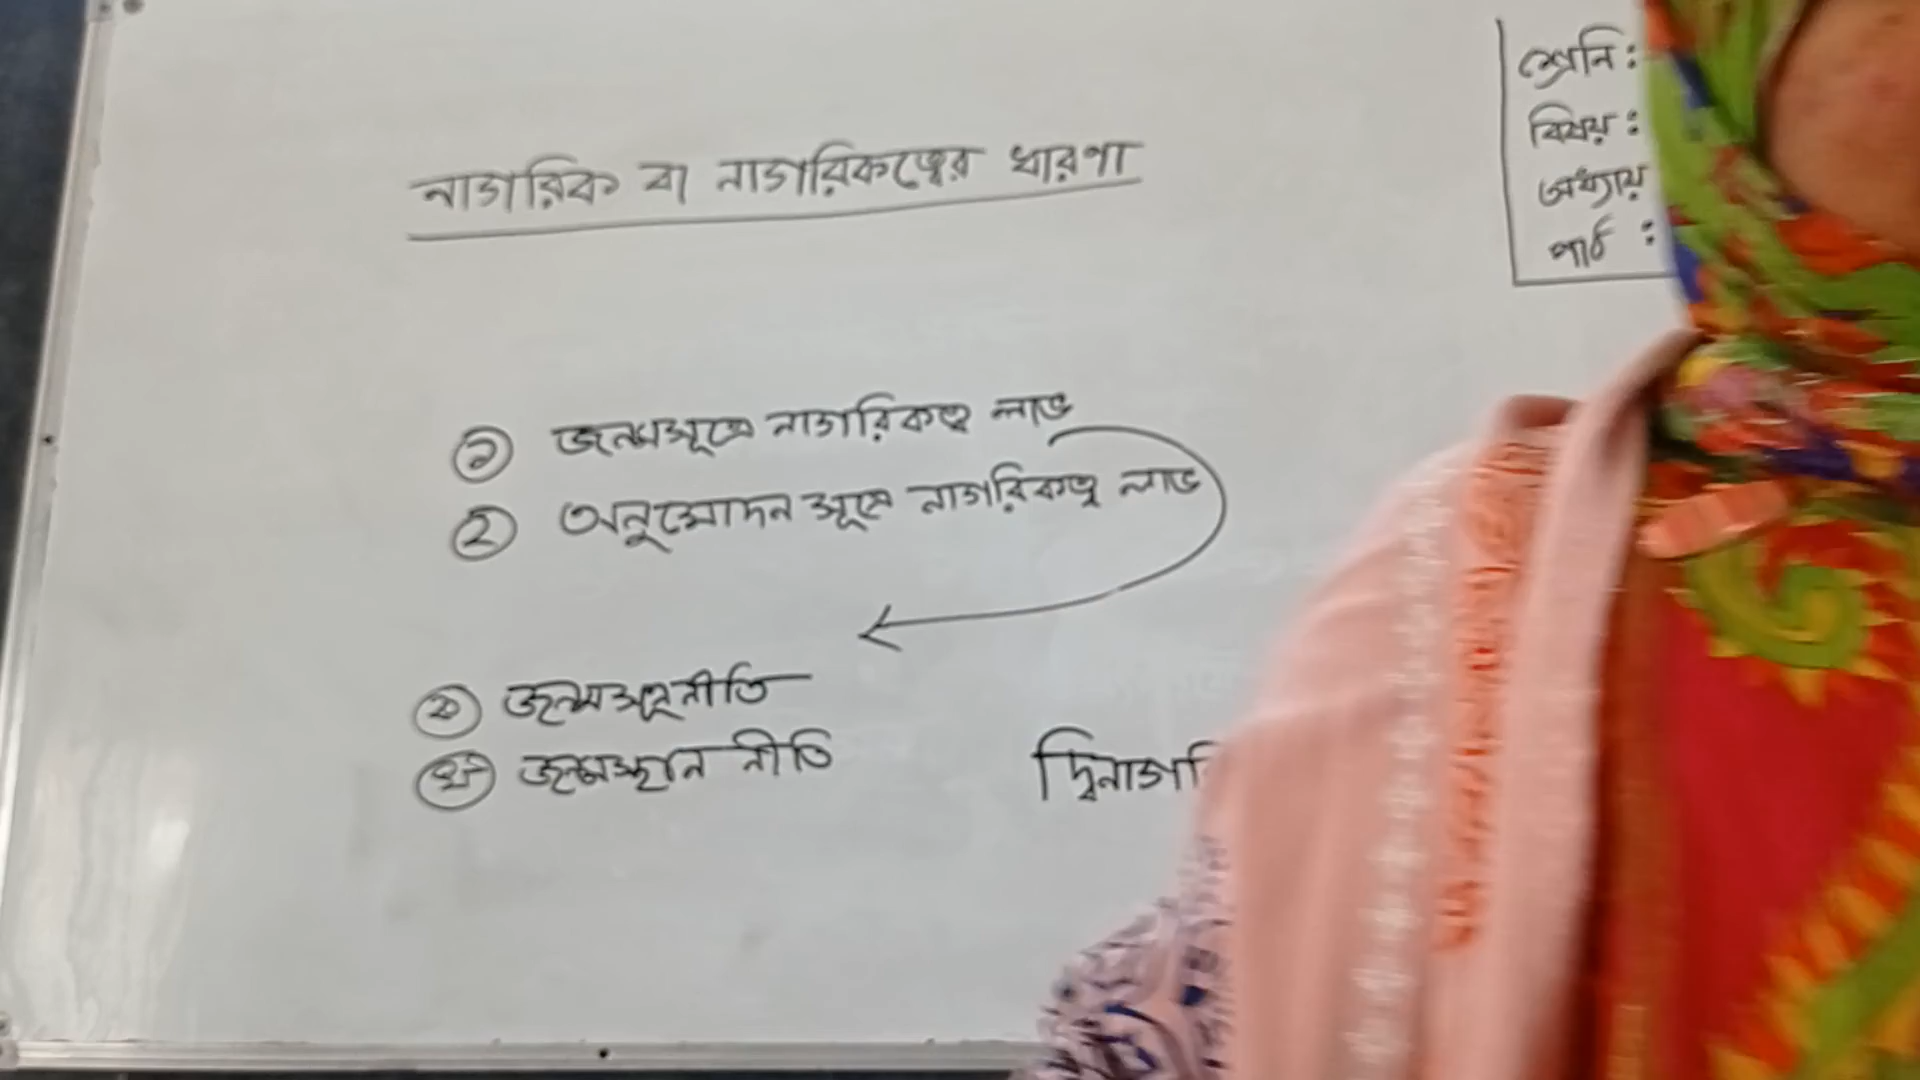 নাগরিক বা নাগরিকত্বের ধারণা
শ্রেনি :
বিষয় :
অধ্যায়
পাঠ :
১ জন্মসূত্রে নাগরিকত্ব লাভ
২ অনুমোদন সূত্রে নাগরিকত্ব লাভ
ক জন্মসূত্রনীতি
খ জন্মস্থান নীতি
দ্বিনাগরি